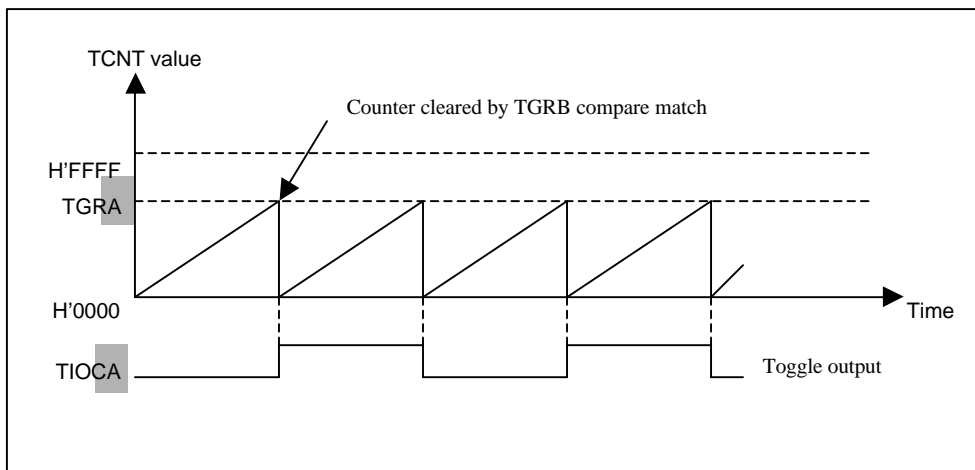 TCNT value
Counter cleared by TGRB compare match
H'FFFF
TGRA
H'0000
Time
TIOCA
Toggle output